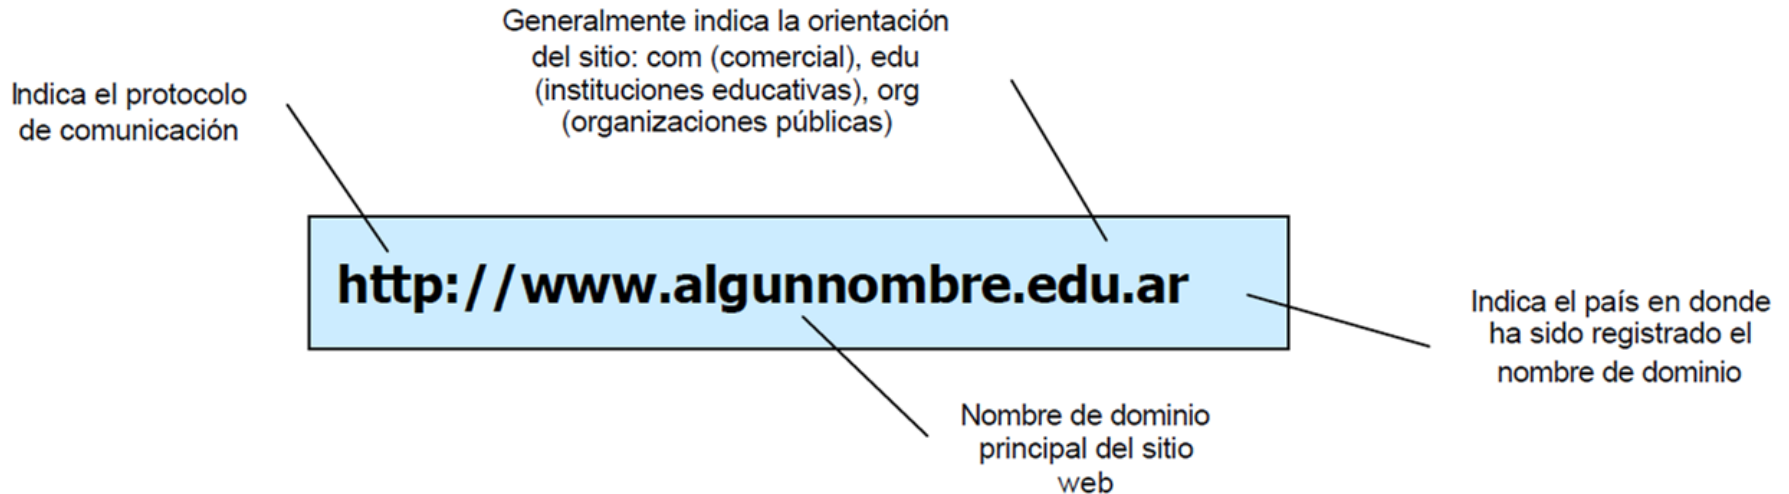 Generalmente indica la orientación
del sitio: com (comercial), edu
(instituciones educativas), org
(organizaciones públicas)
Indica el protocolo
de comunicación
http://www.algunnombre.edu.ar
Indica el país en donde
ha sido registrado el
nombre de dominio
Nombre de dominio
principal del sitio
web